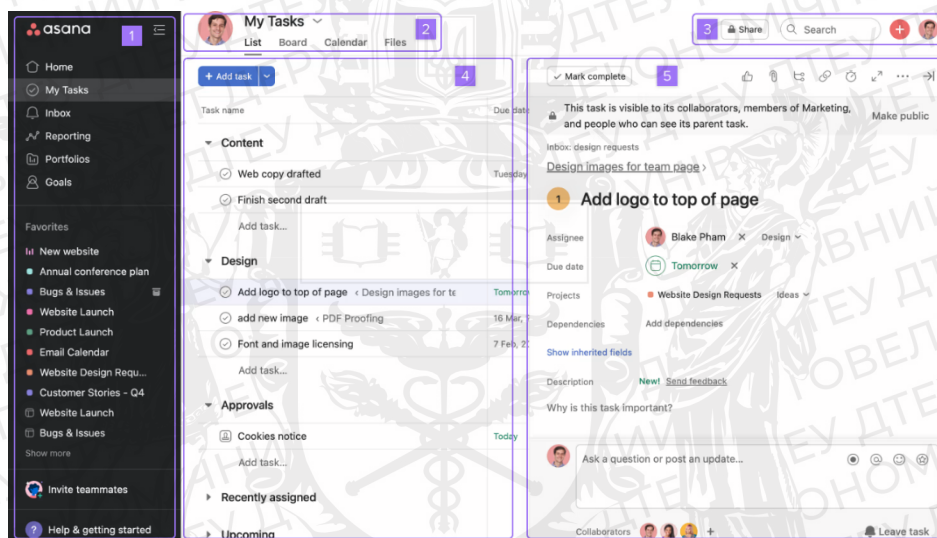 asana
1
Home
My Tasks
Inbox
Reporting
Portfolios
Goals
Favorites
New website
Annual conference plan
Bugs & Issues
Website Launch
Product Launch
Email Calendar
Website Design Requ...
Customer Stories - Q4
Website Launch
Bugs & Issues
Show more
Invite teammates
? Help & getting started
My Tasks
2
List Board Calendar Files
3
Share
Search
+ Add task
4
Task name Due date
Content
Web copy drafted Tuesday
Finish second draft
Add task...
Design
Add logo to top of page ‹ Design images for te Tomorro
add new image ‹ PDF Proofing 16 Mar,
Font and image licensing 7 Feb, 2
Add task...
Approvals
Cookies notice Today
Add task...
Recently assigned
Upcoming
Mark complete
5
This task is visible to its collaborators, members of Marketing,
and people who can see its parent task.
Make public
Inbox: design requests
Design images for team page ›
1 Add logo to top of page
Assignee Blake Pham × Design
Due date Tomorrow ×
Projects Website Design Requests Ideas
Dependencies Add dependencies
Show inherited fields
Description New! Send feedback
Why is this task important?
Ask a question or post an update...
Collaborators +
Leave task